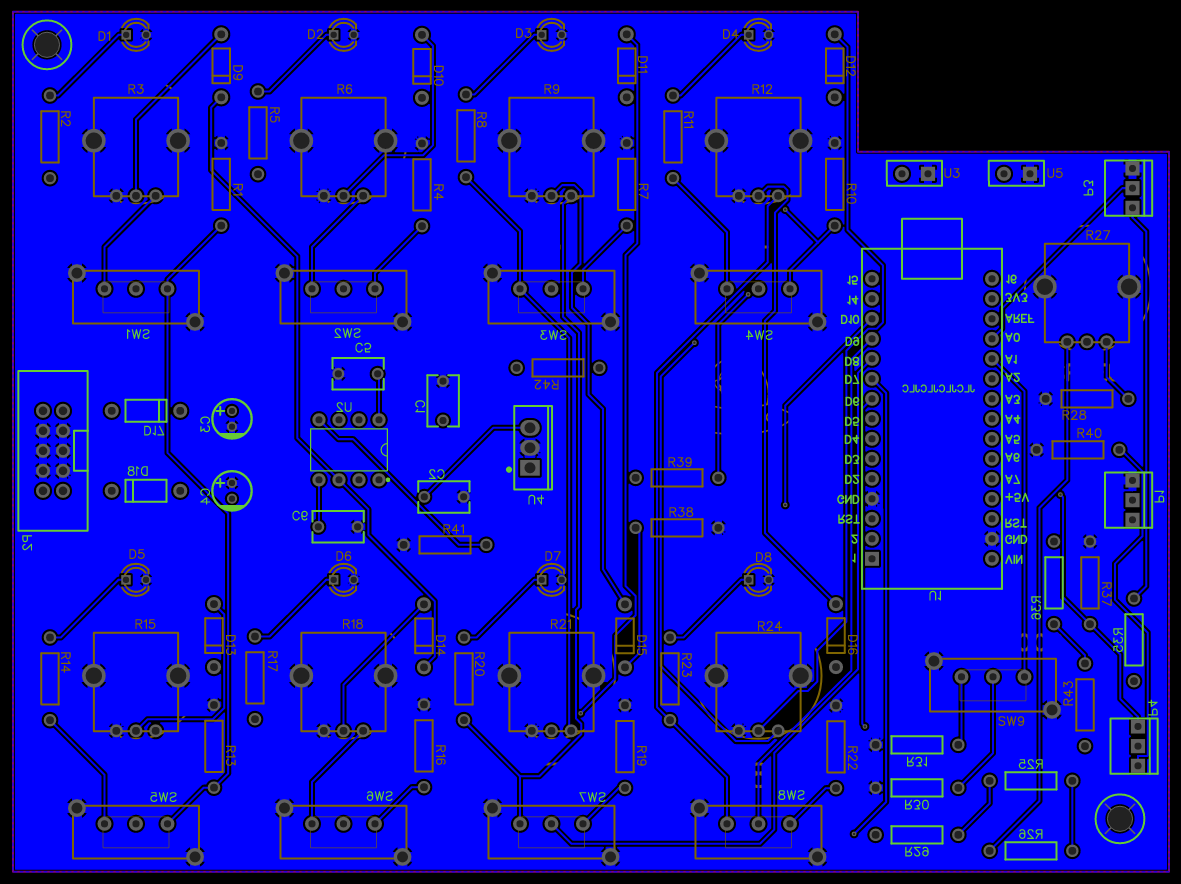 D1
D2
D3
D4
D9
D10
D11
D12
R3
R6
R9
R12
R2
R5
R8
R11
R1
R4
R7
R10
U3
U5
P3
R27
SW1
SW2
SW3
SW4
15
14
D10
D9
D8
D7
D6
D5
D4
D3
D2
GND
RST
2
1
16
3V3
AREF
A0
A1
A2
A3
A4
A5
A6
A7
+5V
RST
GND
VIN
U1
C5
R42
C1
U2
C3
D17
D18
C4
C2
U4
C6
R41
P2
R39
R38
R28
R40
P1
R36
R37
R35
D5
D6
D7
D8
R15
R18
R21
R24
D13
D14
D15
D16
R14
R17
R20
R23
R13
R16
R19
R22
SW9
R43
P4
R31
R30
R29
R25
R26
SW5
SW6
SW7
SW8